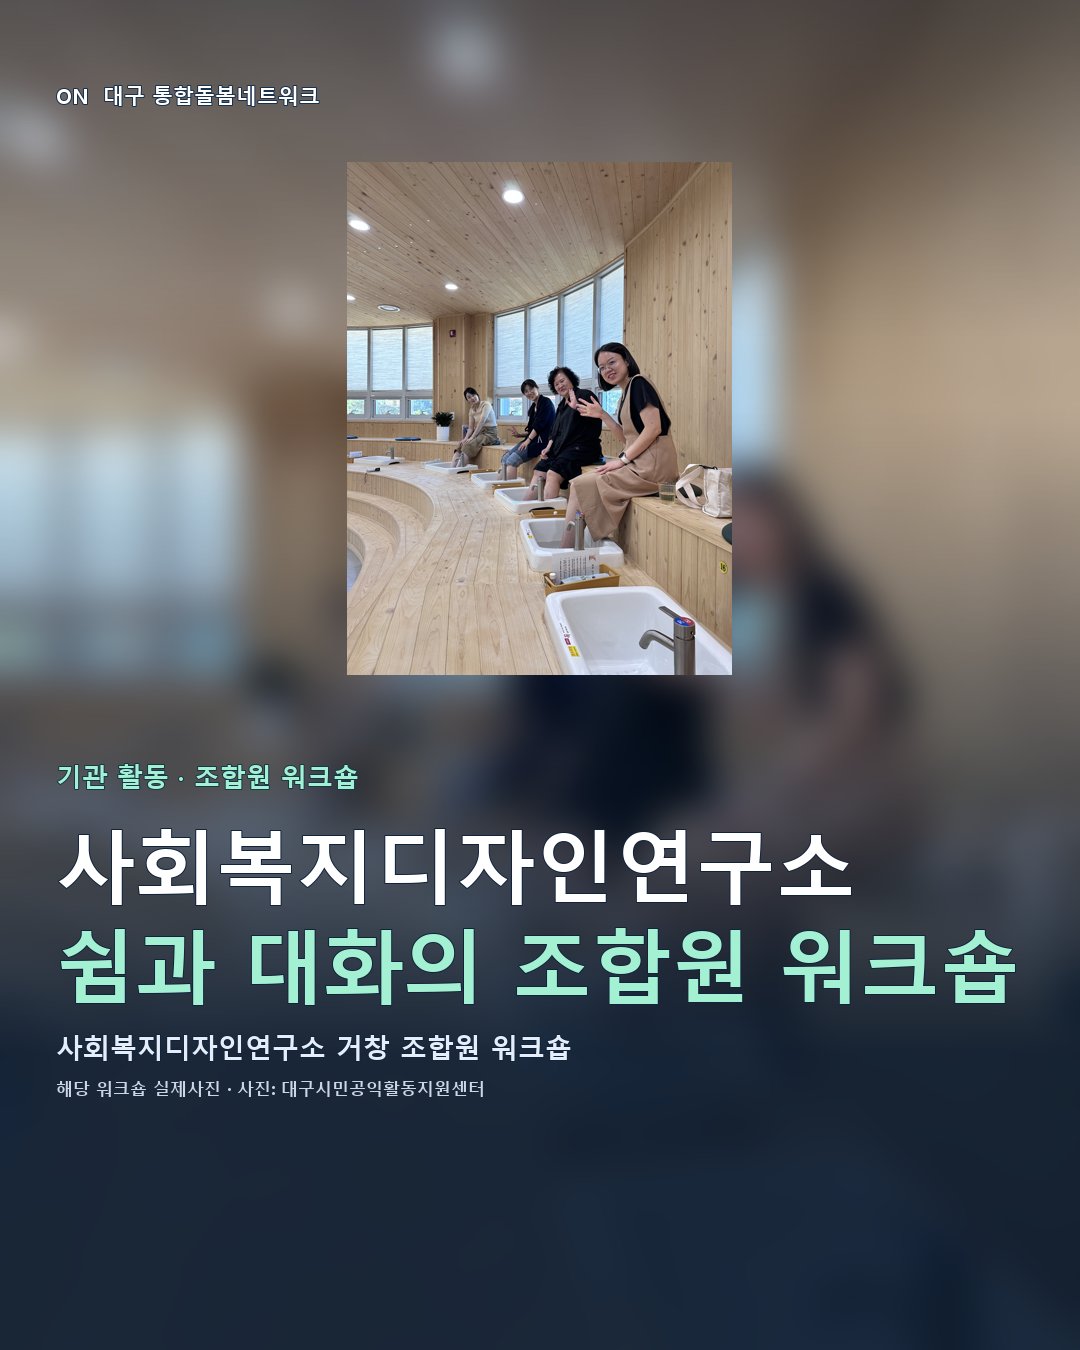 ON 대구 통합돌봄네트워크
기관 활동 · 조합원 워크숍
사회복지디자인연구소
쉼과 대화의 조합원 워크숍
사회복지디자인연구소 거창 조합원 워크숍
해당 워크숍 실제사진 · 사진: 대구시민공익활동지원센터